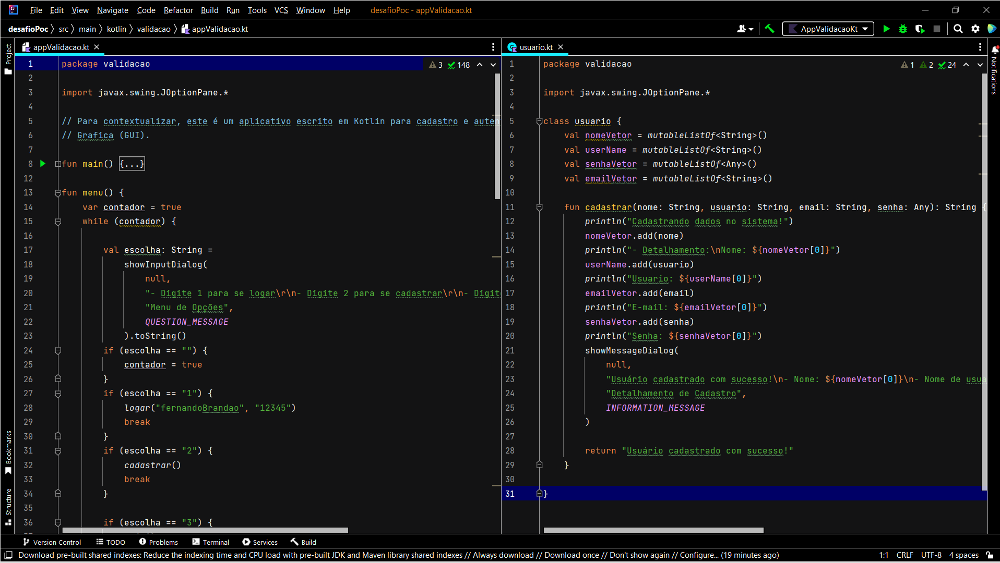 File Edit View Navigate Code Refactor Build Run Tools VCS Window Help desafioPoc - appValidacao.kt
desafioPoc src main kotlin validacao appValidacao.kt AppValidacaoKt
Project
Bookmarks
Structure
appValidacao.kt
3 148
1 package validacao
2
3 import javax.swing.JOptionPane.*
4
5 // Para contextualizar, este é um aplicativo escrito em Kotlin para cadastro e auten
6 // Grafica (GUI).
7
8 fun main() {...}
12
13 fun menu() {
14 var contador = true
15 while (contador) {
16
17 val escolha: String =
18 showInputDialog(
19 null,
20 "- Digite 1 para se logar\r\n- Digite 2 para se cadastrar\r\n- Digit
21 "Menu de Opções",
22 QUESTION_MESSAGE
23 ).toString()
24 if (escolha == "") {
25 contador = true
26 }
27 if (escolha == "1") {
28 logar("fernandoBrandao", "12345")
29 break
30 }
31 if (escolha == "2") {
32 cadastrar()
33 break
34 }
35
36 if (escolha == "3") {
usuario.kt
1 2 24
1 package validacao
2
3 import javax.swing.JOptionPane.*
4
5 class usuario {
6 val nomeVetor = mutableListOf<String>()
7 val userName = mutableListOf<String>()
8 val senhaVetor = mutableListOf<Any>()
9 val emailVetor = mutableListOf<String>()
10
11 fun cadastrar(nome: String, usuario: String, email: String, senha: Any): String {
12 println("Cadastrando dados no sistema!")
13 nomeVetor.add(nome)
14 println("- Detalhamento:\nNome: ${nomeVetor[0]}")
15 userName.add(usuario)
16 println("Usuario: ${userName[0]}")
17 emailVetor.add(email)
18 println("E-mail: ${emailVetor[0]}")
19 senhaVetor.add(senha)
20 println("Senha: ${senhaVetor[0]}")
21 showMessageDialog(
22 null,
23 "Usuário cadastrado com sucesso!\n- Nome: ${nomeVetor[0]}\n- Nome de usua
24 "Detalhamento de Cadastro",
25 INFORMATION_MESSAGE
26 )
27
28 return "Usuário cadastrado com sucesso!"
29 }
30
31 }
Notifications
Version Control TODO Problems Terminal Services Build
Download pre-built shared indexes: Reduce the indexing time and CPU load with pre-built JDK and Maven library shared indexes // Always download // Download once // Don't show again // Configure... (19 minutes ago) 1:1 CRLF UTF-8 4 spaces